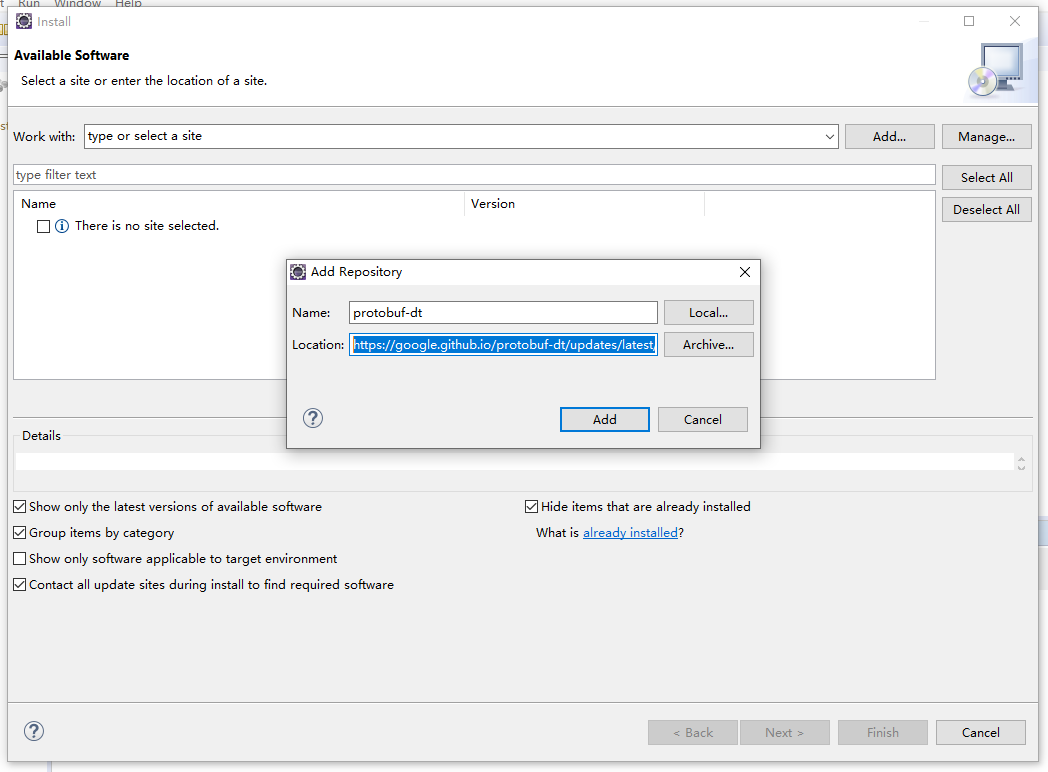 Run Window Help
Install
Available Software
Select a site or enter the location of a site.
Work with: type or select a site Add... Manage...
type filter text Select All
Name Version Deselect All
There is no site selected.
Add Repository
Name: protobuf-dt Local...
Location: https://google.github.io/protobuf-dt/updates/latest/ Archive...
Add Cancel
Details
Show only the latest versions of available software Hide items that are already installed
Group items by category What is already installed?
Show only software applicable to target environment
Contact all update sites during install to find required software
< Back Next > Finish Cancel